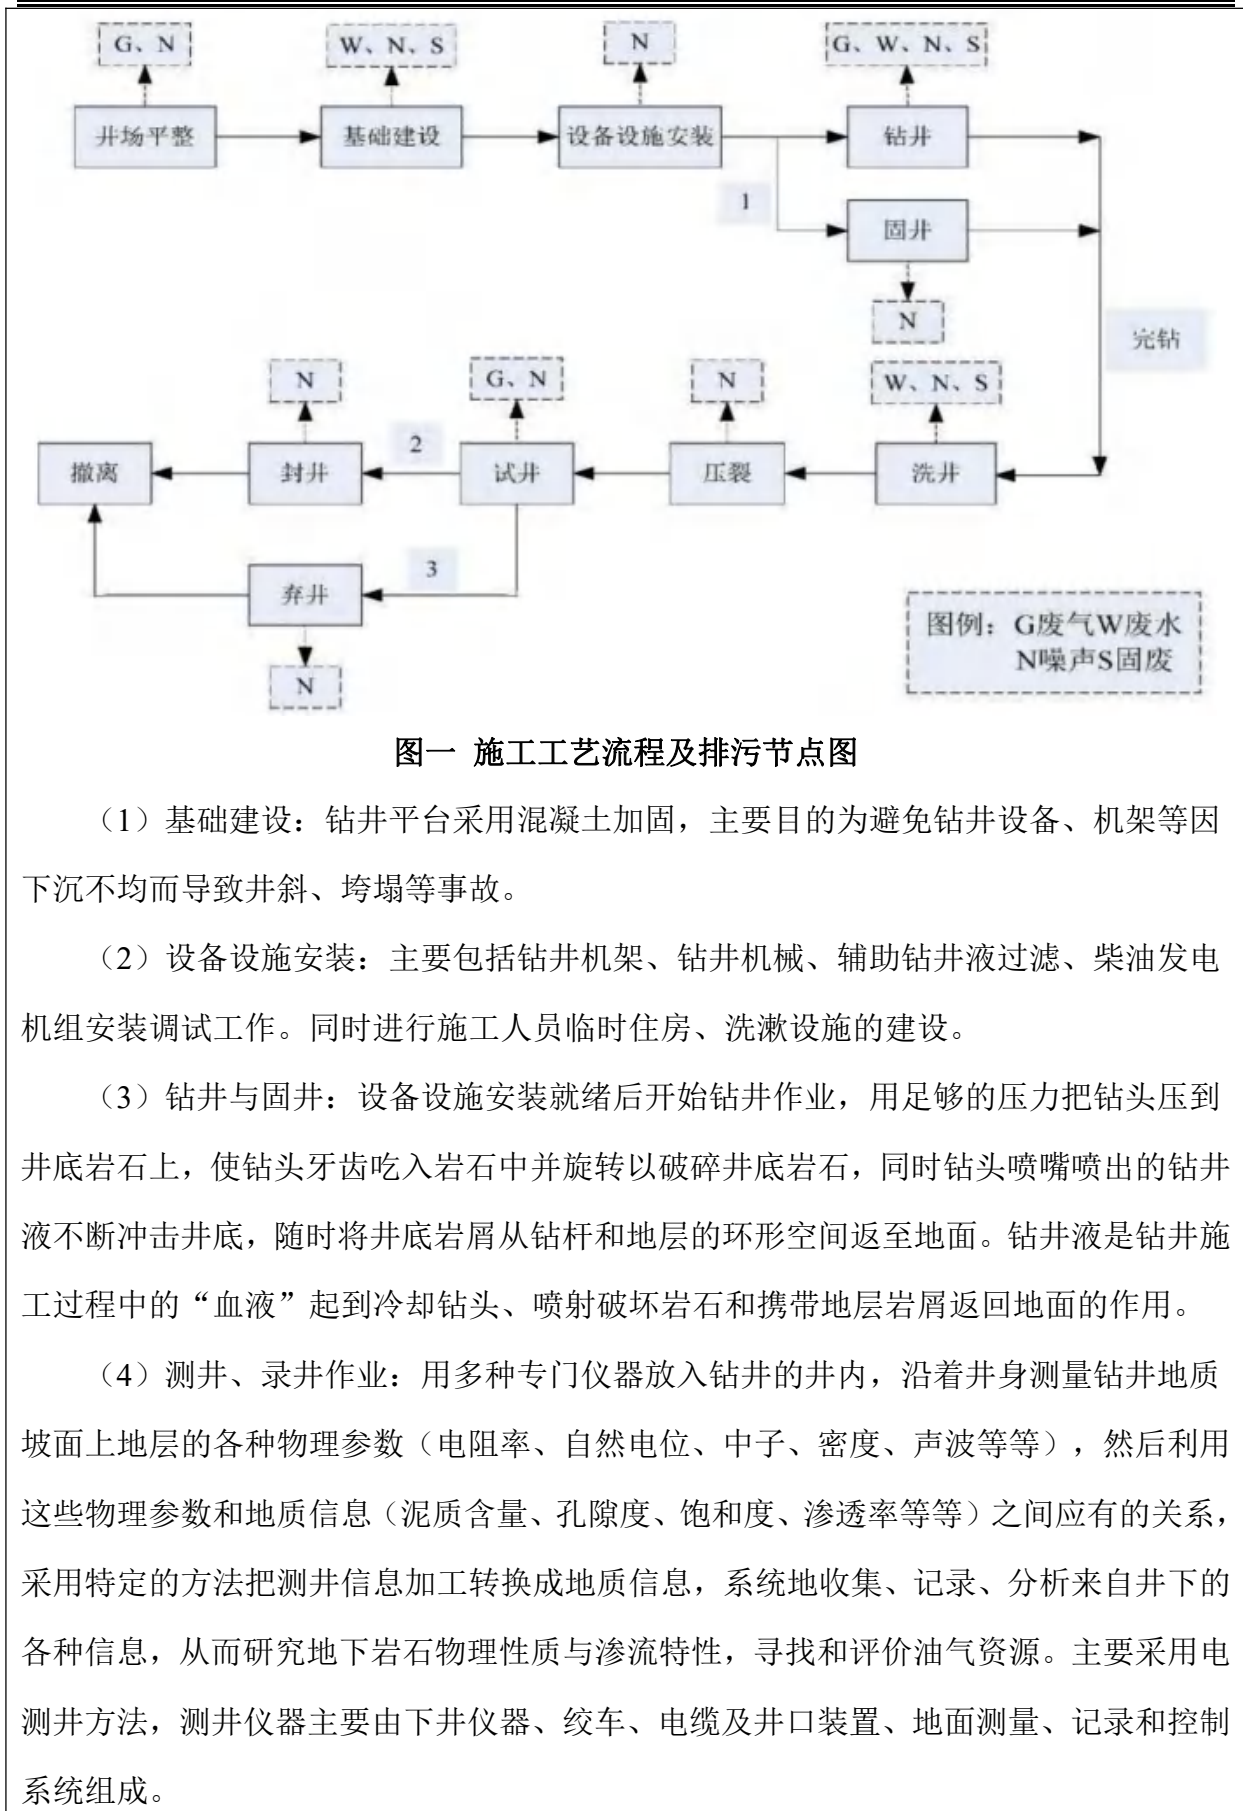 G、N
W、N、S
N
G、W、N、S
井场平整
基础建设
设备设施安装
钻井
1
固井
N
完钻
N
G、N
N
W、N、S
撤离
封井
2
试井
压裂
洗井
弃井
3
N
图例：G废气W废水
N噪声S固废
图一 施工工艺流程及排污节点图
（1）基础建设：钻井平台采用混凝土加固，主要目的为避免钻井设备、机架等因
下沉不均而导致井斜、垮塌等事故。
（2）设备设施安装：主要包括钻井机架、钻井机械、辅助钻井液过滤、柴油发电
机组安装调试工作。同时进行施工人员临时住房、洗漱设施的建设。
（3）钻井与固井：设备设施安装就绪后开始钻井作业，用足够的压力把钻头压到
井底岩石上，使钻头牙齿吃入岩石中并旋转以破碎井底岩石，同时钻头喷嘴喷出的钻井
液不断冲击井底，随时将井底岩屑从钻杆和地层的环形空间返至地面。钻井液是钻井施
工过程中的“血液”起到冷却钻头、喷射破坏岩石和携带地层岩屑返回地面的作用。
（4）测井、录井作业：用多种专门仪器放入钻井的井内，沿着井身测量钻井地质
坡面上地层的各种物理参数（电阻率、自然电位、中子、密度、声波等等），然后利用
这些物理参数和地质信息（泥质含量、孔隙度、饱和度、渗透率等等）之间应有的关系，
采用特定的方法把测井信息加工转换成地质信息，系统地收集、记录、分析来自井下的
各种信息，从而研究地下岩石物理性质与渗流特性，寻找和评价油气资源。主要采用电
测井方法，测井仪器主要由下井仪器、绞车、电缆及井口装置、地面测量、记录和控制
系统组成。